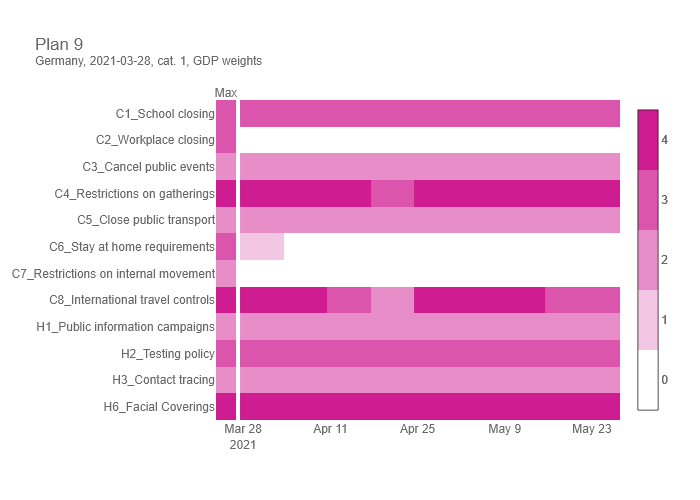 Plan 9
Germany, 2021-03-28, cat. 1, GDP weights
Max
C1_School closing
C2_Workplace closing
C3_Cancel public events
C4_Restrictions on gatherings
C5_Close public transport
C6_Stay at home requirements
C7_Restrictions on internal movement
C8_International travel controls
H1_Public information campaigns
H2_Testing policy
H3_Contact tracing
H6_Facial Coverings
Mar 28 Apr 11 Apr 25 May 9 May 23
2021
4
3
2
1
0